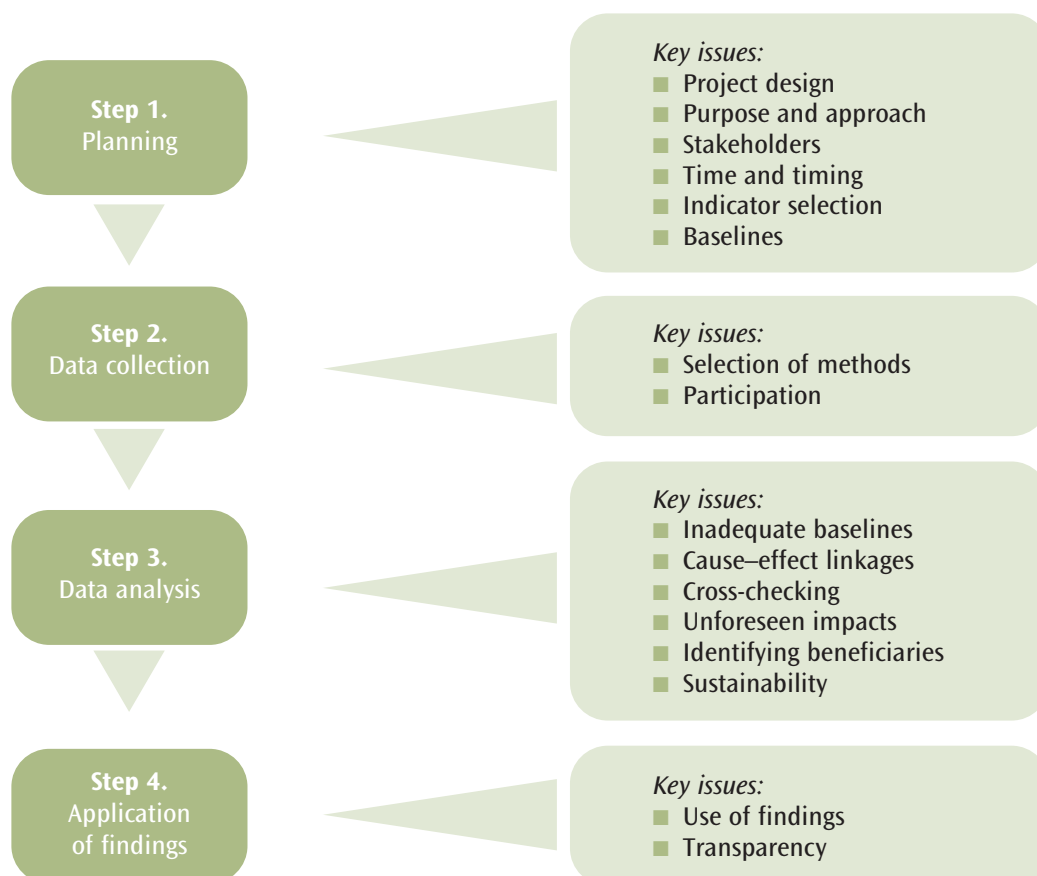 Step 1.
Planning
Key issues:
■ Project design
■ Purpose and approach
■ Stakeholders
■ Time and timing
■ Indicator selection
■ Baselines
Step 2.
Data collection
Key issues:
■ Selection of methods
■ Participation
Step 3.
Data analysis
Key issues:
■ Inadequate baselines
■ Cause–effect linkages
■ Cross-checking
■ Unforeseen impacts
■ Identifying beneficiaries
■ Sustainability
Step 4.
Application
of findings
Key issues:
■ Use of findings
■ Transparency